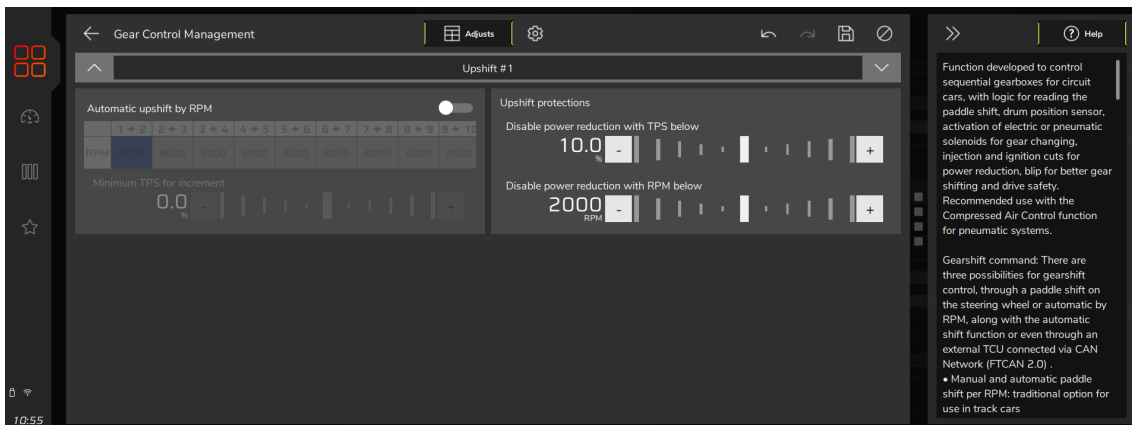 Gear Control Management
Adjusts
Help
Upshift #1
Automatic upshift by RPM
1 → 2 2 → 3 3 → 4 4 → 5 5 → 6 6 → 7 7 → 8 8 → 9 9 → 10
RPM 8000 8000 8000 8000 8000 8000 8000 8000 8000
Minimum TPS for increment
0.0
%
-
+
Upshift protections
Disable power reduction with TPS below
10.0
%
-
+
Disable power reduction with RPM below
2000
RPM
-
+
Function developed to control
sequential gearboxes for circuit
cars, with logic for reading the
paddle shift, drum position sensor,
activation of electric or pneumatic
solenoids for gear changing,
injection and ignition cuts for
power reduction, blip for better gear
shifting and drive safety.
Recommended use with the
Compressed Air Control function
for pneumatic systems.
Gearshift command: There are
three possibilities for gearshift
control, through a paddle shift on
the steering wheel or automatic by
RPM, along with the automatic
shift function or even through an
external TCU connected via CAN
Network (FTCAN 2.0) .
• Manual and automatic paddle
shift per RPM: traditional option for
use in track cars
10:55